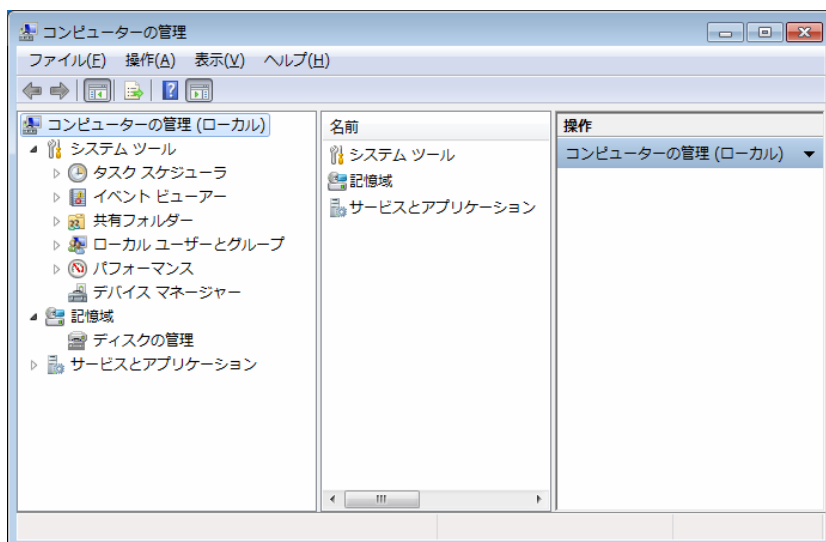 コンピューターの管理
ファイル(F) 操作(A) 表示(V) ヘルプ(H)
コンピューターの管理 (ローカル)
システム ツール
タスク スケジューラ
イベント ビューアー
共有フォルダー
ローカル ユーザーとグループ
パフォーマンス
デバイス マネージャー
記憶域
ディスクの管理
サービスとアプリケーション
名前
システム ツール
記憶域
サービスとアプリケーション
操作
コンピューターの管理 (ローカル)